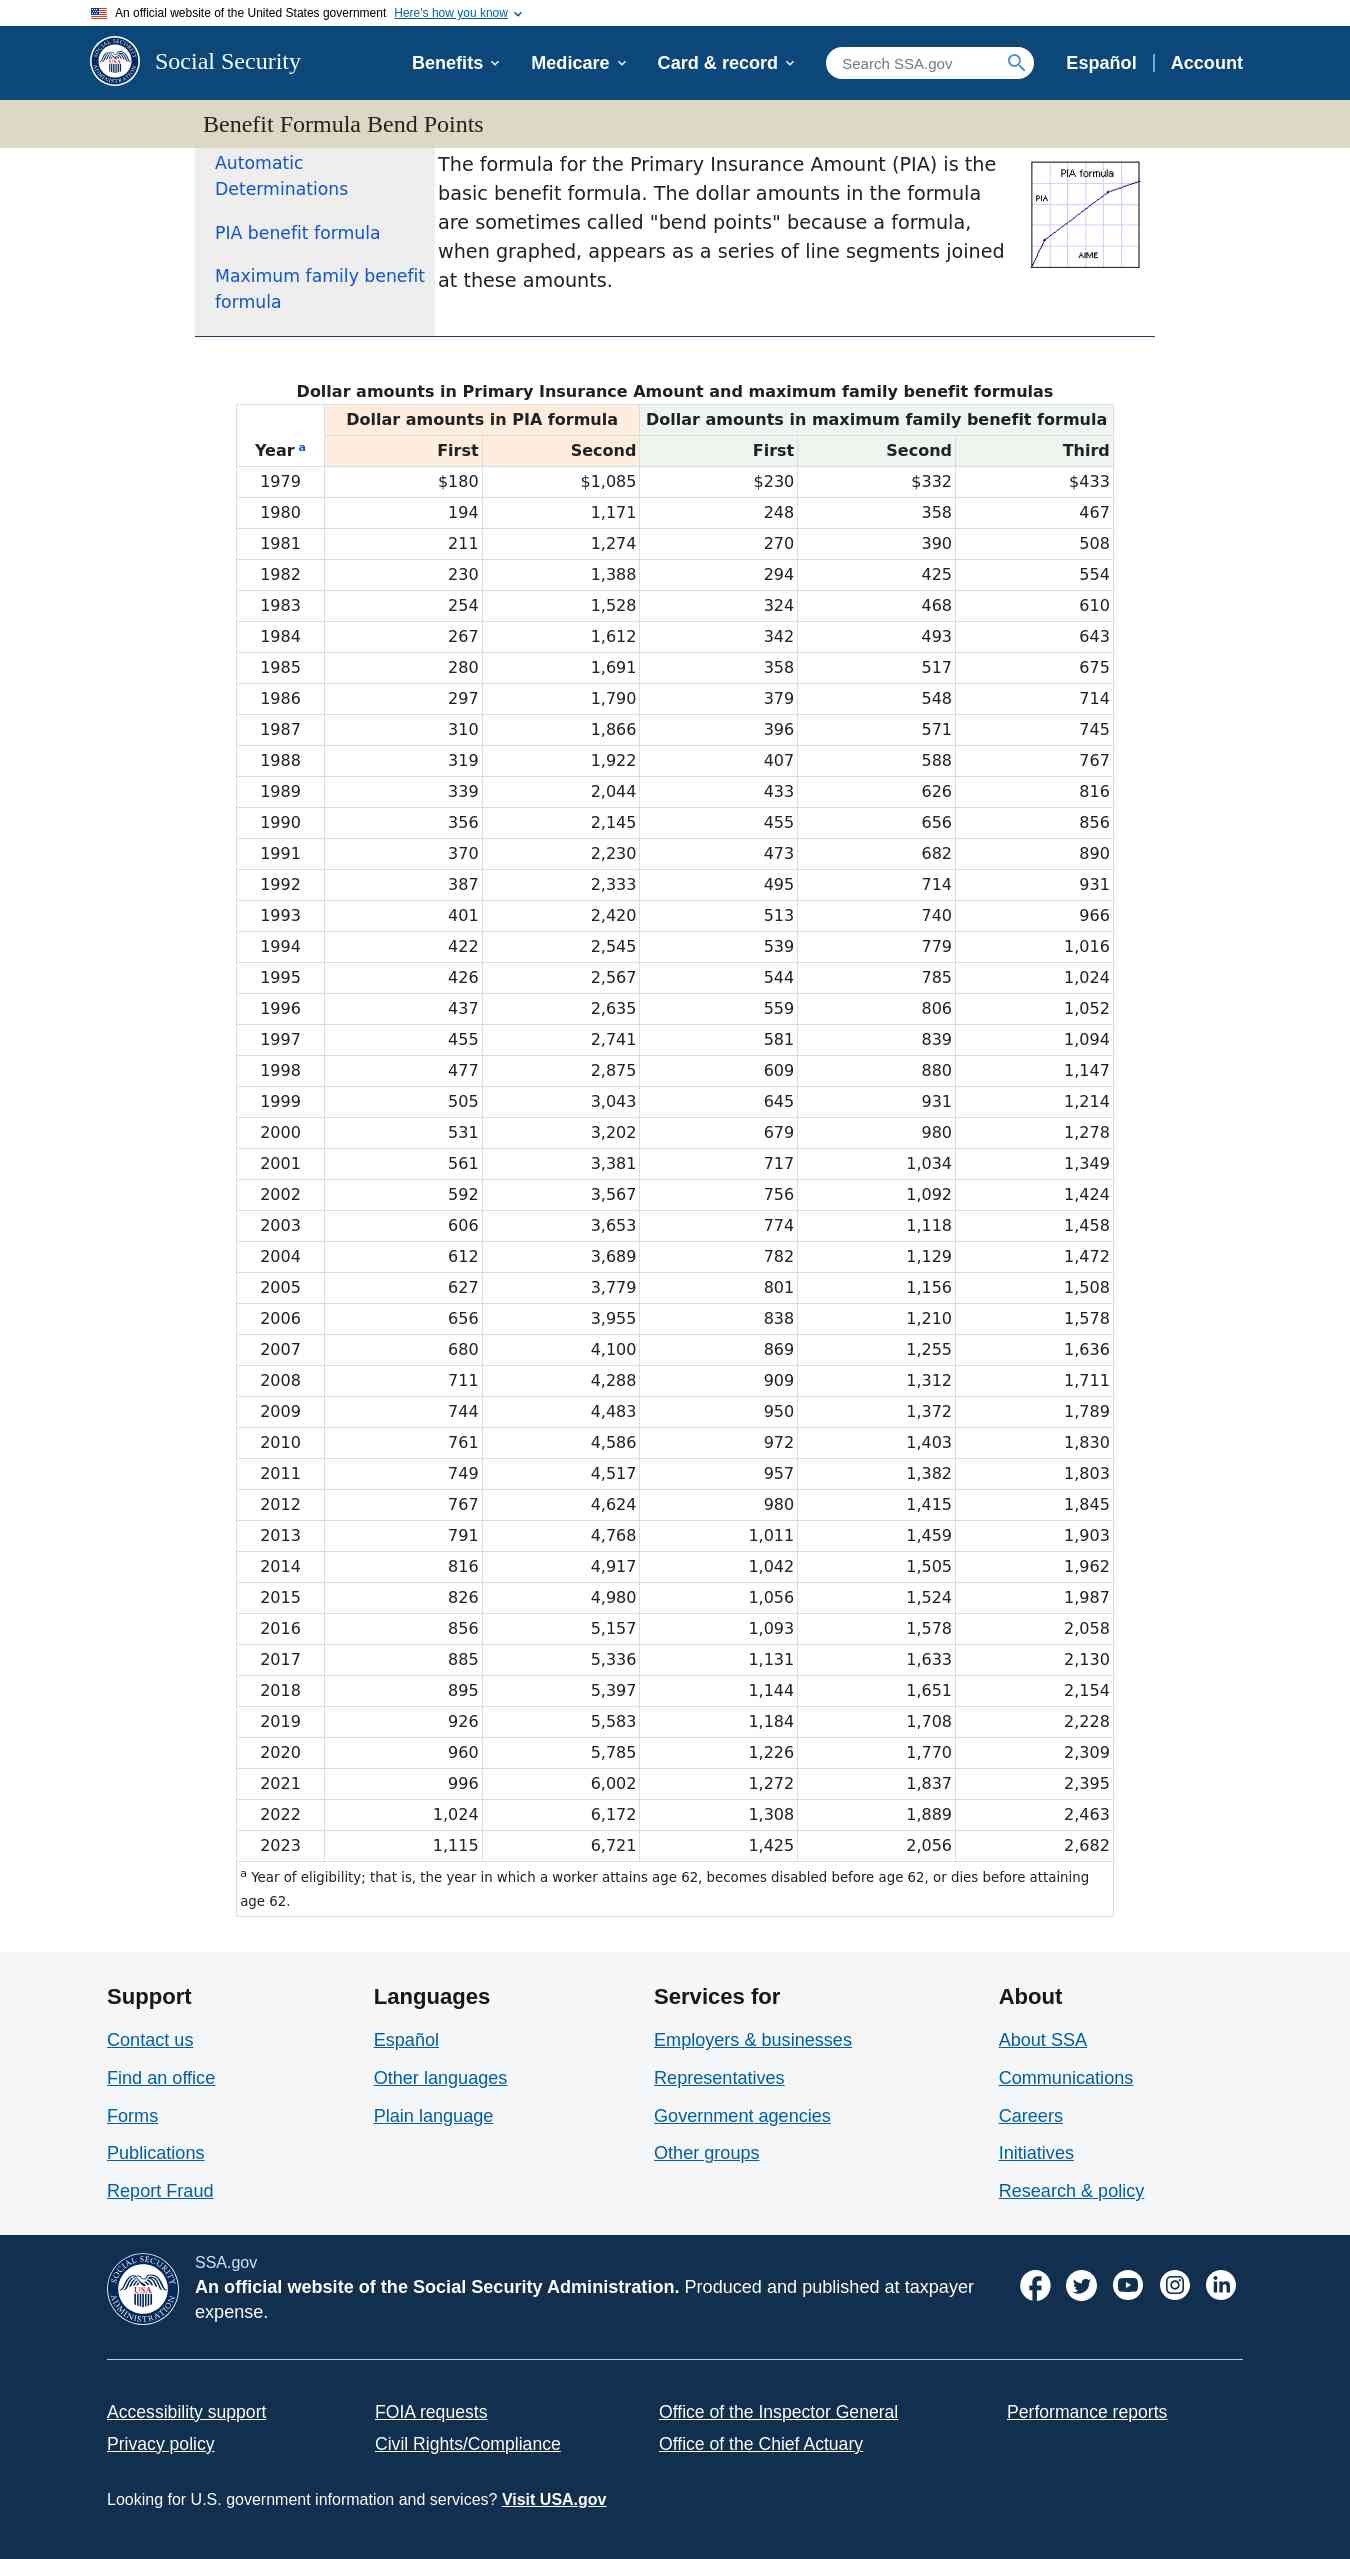 An official website of the United States government Here's how you know
Social Security
Benefits
Medicare
Card & record
Search SSA.gov
Español
Account
Benefit Formula Bend Points
Automatic
Determinations
PIA benefit formula
Maximum family benefit
formula
The formula for the Primary Insurance Amount (PIA) is the
basic benefit formula. The dollar amounts in the formula
are sometimes called "bend points" because a formula,
when graphed, appears as a series of line segments joined
at these amounts.
PIA formula
PIA
AIME
Dollar amounts in Primary Insurance Amount and maximum family benefit formulas
Dollar amounts in PIA formula Dollar amounts in maximum family benefit formula
Year a First Second First Second Third
1979 $180 $1,085 $230 $332 $433
1980 194 1,171 248 358 467
1981 211 1,274 270 390 508
1982 230 1,388 294 425 554
1983 254 1,528 324 468 610
1984 267 1,612 342 493 643
1985 280 1,691 358 517 675
1986 297 1,790 379 548 714
1987 310 1,866 396 571 745
1988 319 1,922 407 588 767
1989 339 2,044 433 626 816
1990 356 2,145 455 656 856
1991 370 2,230 473 682 890
1992 387 2,333 495 714 931
1993 401 2,420 513 740 966
1994 422 2,545 539 779 1,016
1995 426 2,567 544 785 1,024
1996 437 2,635 559 806 1,052
1997 455 2,741 581 839 1,094
1998 477 2,875 609 880 1,147
1999 505 3,043 645 931 1,214
2000 531 3,202 679 980 1,278
2001 561 3,381 717 1,034 1,349
2002 592 3,567 756 1,092 1,424
2003 606 3,653 774 1,118 1,458
2004 612 3,689 782 1,129 1,472
2005 627 3,779 801 1,156 1,508
2006 656 3,955 838 1,210 1,578
2007 680 4,100 869 1,255 1,636
2008 711 4,288 909 1,312 1,711
2009 744 4,483 950 1,372 1,789
2010 761 4,586 972 1,403 1,830
2011 749 4,517 957 1,382 1,803
2012 767 4,624 980 1,415 1,845
2013 791 4,768 1,011 1,459 1,903
2014 816 4,917 1,042 1,505 1,962
2015 826 4,980 1,056 1,524 1,987
2016 856 5,157 1,093 1,578 2,058
2017 885 5,336 1,131 1,633 2,130
2018 895 5,397 1,144 1,651 2,154
2019 926 5,583 1,184 1,708 2,228
2020 960 5,785 1,226 1,770 2,309
2021 996 6,002 1,272 1,837 2,395
2022 1,024 6,172 1,308 1,889 2,463
2023 1,115 6,721 1,425 2,056 2,682
a Year of eligibility; that is, the year in which a worker attains age 62, becomes disabled before age 62, or dies before attaining
age 62.
Support
Contact us
Find an office
Forms
Publications
Report Fraud
Languages
Español
Other languages
Plain language
Services for
Employers & businesses
Representatives
Government agencies
Other groups
About
About SSA
Communications
Careers
Initiatives
Research & policy
SOCIAL SECURITY
USA
ADMINISTRATION
SSA.gov
An official website of the Social Security Administration. Produced and published at taxpayer
expense.
Accessibility support FOIA requests Office of the Inspector General Performance reports
Privacy policy Civil Rights/Compliance Office of the Chief Actuary
Looking for U.S. government information and services? Visit USA.gov